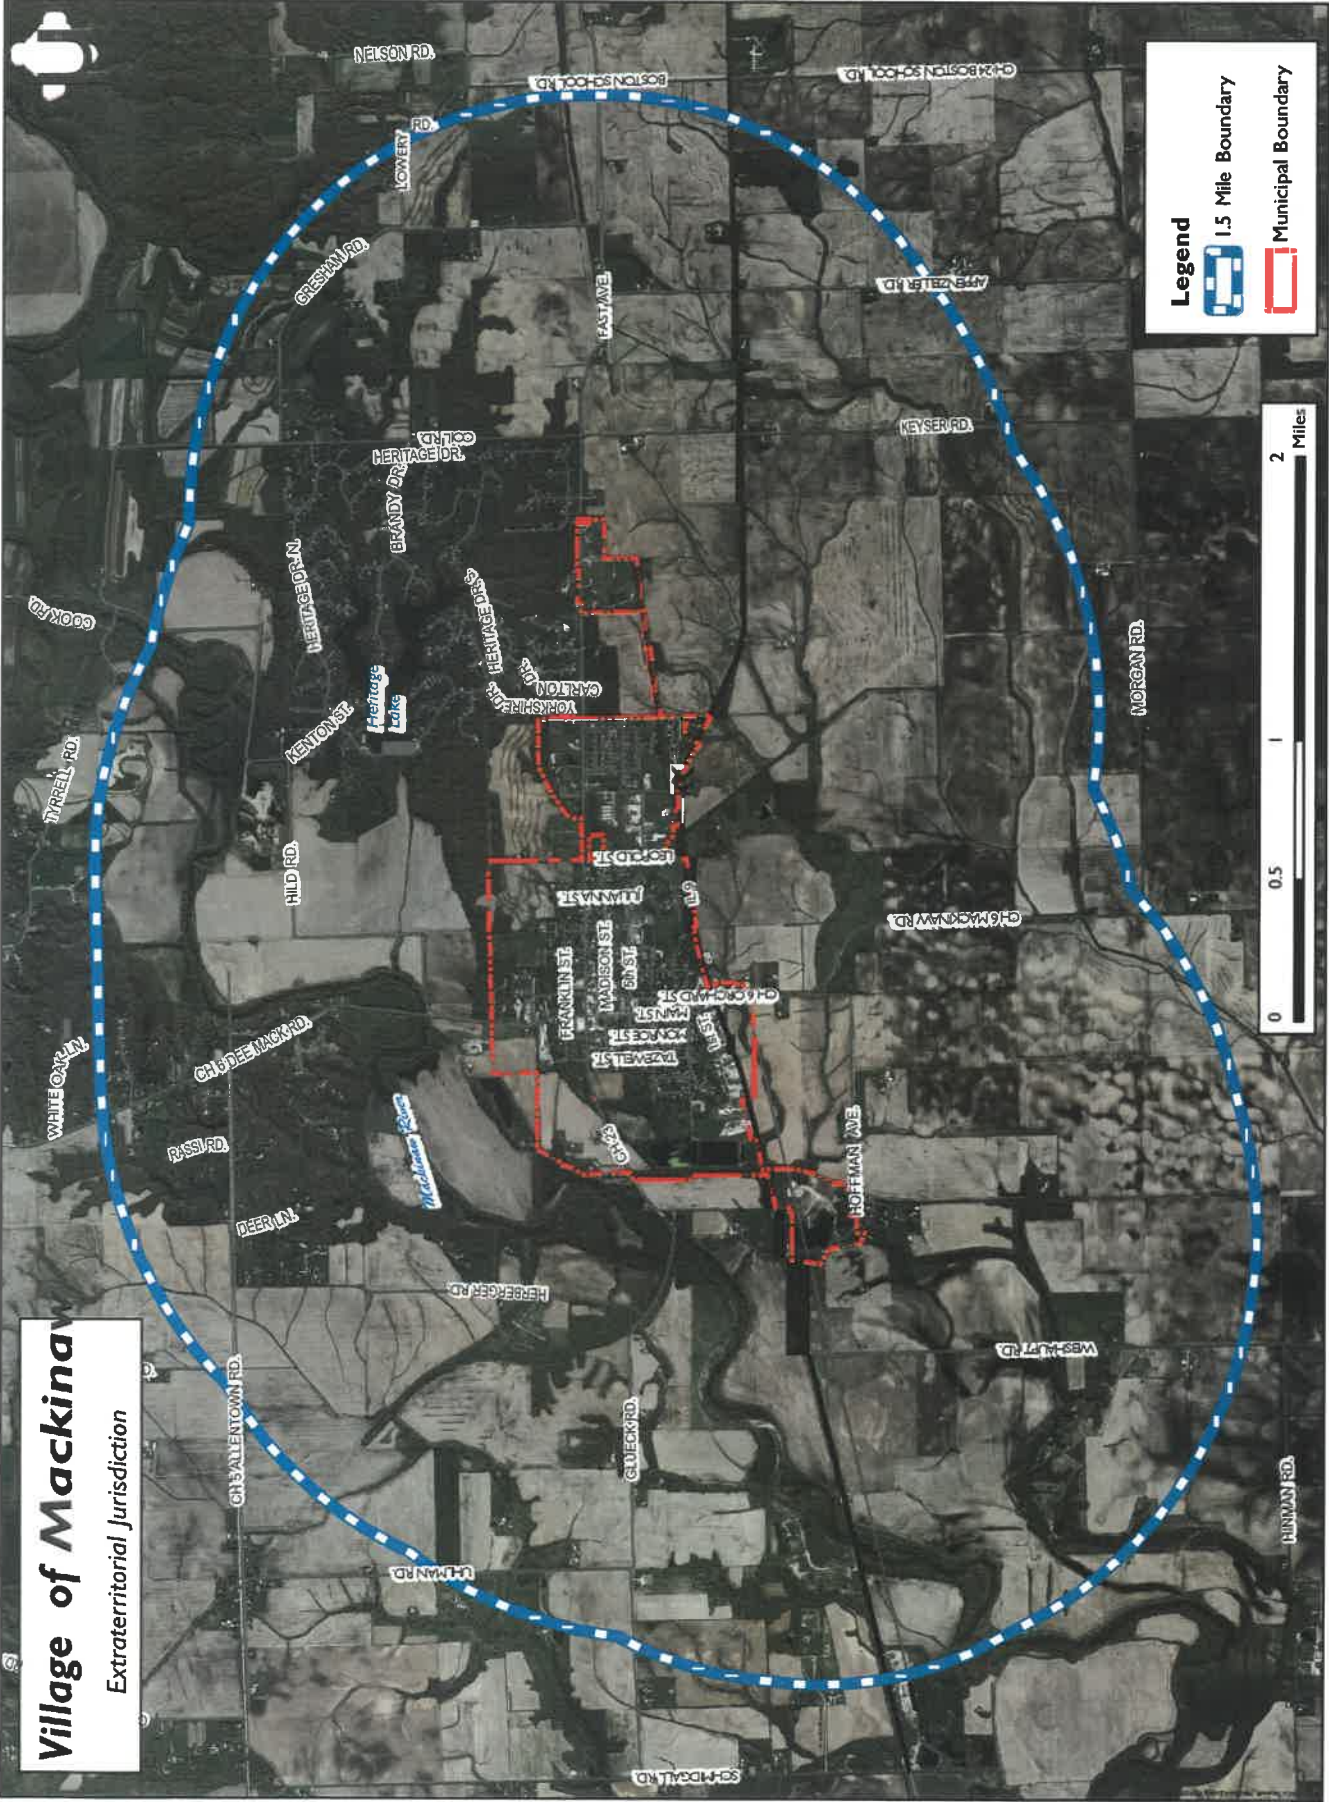 Village of Mackinaw
Extraterritorial Jurisdiction
WHITE OAK LN.
TYRRELL RD.
COOK RD.
NELSON RD.
CH 6 DEE MACK RD.
RASSI RD.
DEER LN.
CH 5 ALLENTOWN RD.
HILD RD.
KENTON ST.
HERITAGE DR. N.
GRESHAM RD.
LOWERY RD.
Heritage
Lake
BRANDY DR.
HERITAGE DR.
COIL RD.
Mackinaw River
UHLMAN RD.
HERBERGER RD.
HERITAGE DR. S.
YORKSHIRE DR.
CARLTON DR.
BOSTON SCHOOL RD.
FRANKLIN ST.
MADISON ST.
5th ST.
JULIANNA ST.
LEOPOLD ST.
FAST AVE.
TAZEWELL ST.
MONROE ST.
MAIN ST.
CH 6 ORCHARD ST.
1st ST.
IL 9
GLUECK RD.
SCHMIDGALL RD.
HOFFMAN AVE.
CH 6 MACKINAW RD.
KEYSER RD.
APPENZELLER RD.
CH 24 BOSTON SCHOOL RD.
WEISHAUPT RD.
MORGAN RD.
HINMAN RD.
0 0.5 1 2
Miles
Legend
1.5 Mile Boundary
Municipal Boundary